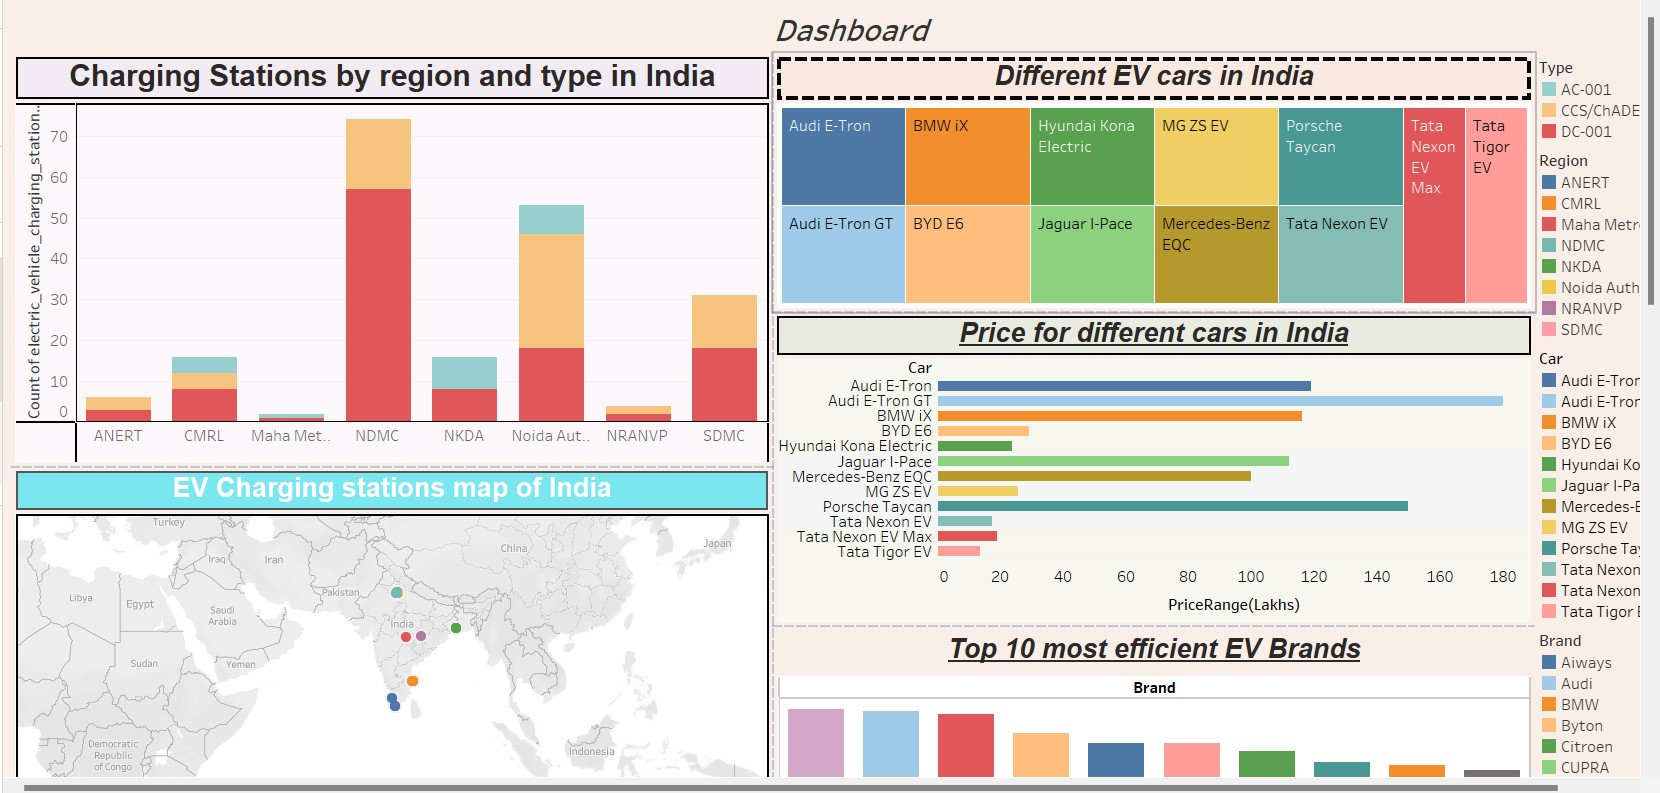 Dashboard
Charging Stations by region and type in India
Count of electric_vehicle_charging_station..
70
60
50
40
30
20
10
0
ANERT
CMRL
Maha Met..
NDMC
NKDA
Noida Aut..
NRANVP
SDMC
EV Charging stations map of India
Turkey
China
Japan
Iraq
Iran
Pakistan
Libya
Egypt
Saudi
Arabia
India
Sudan
Yemen
Democratic
Republic
of Congo
Indonesia
Different EV cars in India
Audi E-Tron
BMW iX
Hyundai Kona
Electric
MG ZS EV
Porsche
Taycan
Tata
Nexon
EV
Max
Tata
Tigor
EV
Audi E-Tron GT
BYD E6
Jaguar I-Pace
Mercedes-Benz
EQC
Tata Nexon EV
Price for different cars in India
Car
Audi E-Tron
Audi E-Tron GT
BMW iX
BYD E6
Hyundai Kona Electric
Jaguar I-Pace
Mercedes-Benz EQC
MG ZS EV
Porsche Taycan
Tata Nexon EV
Tata Nexon EV Max
Tata Tigor EV
0 20 40 60 80 100 120 140 160 180
PriceRange(Lakhs)
Top 10 most efficient EV Brands
Brand
Type
AC-001
CCS/ChADE
DC-001
Region
ANERT
CMRL
Maha Metr
NDMC
NKDA
Noida Auth
NRANVP
SDMC
Car
Audi E-Tron
Audi E-Tron
BMW iX
BYD E6
Hyundai Ko
Jaguar I-Pa
Mercedes-B
MG ZS EV
Porsche Tay
Tata Nexon
Tata Nexon
Tata Tigor E
Brand
Aiways
Audi
BMW
Byton
Citroen
CUPRA